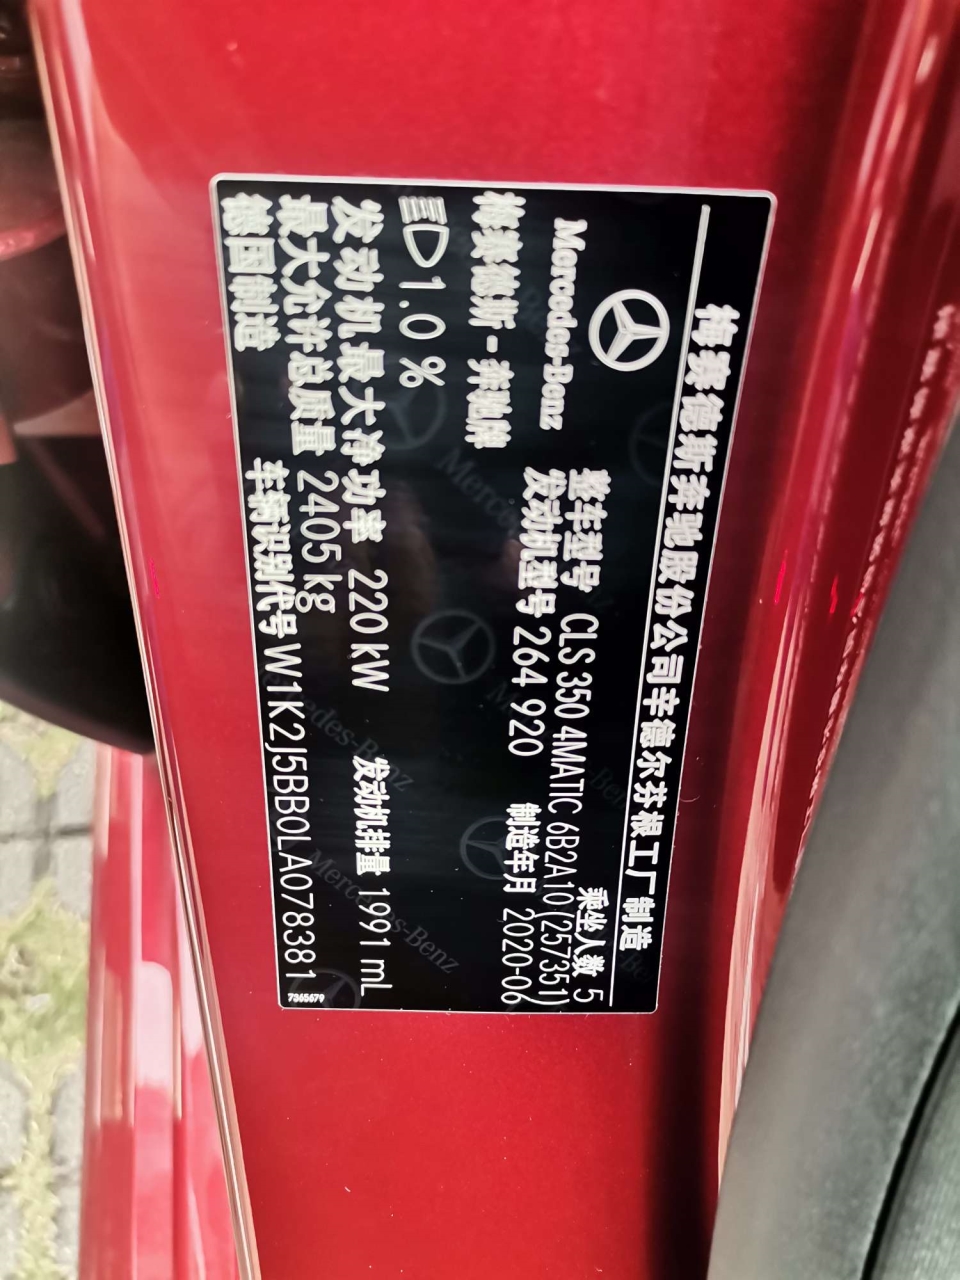 梅赛德斯奔驰股份公司辛德尔芬根工厂制造
乘坐人数 5
Mercedes-Benz
整车型号 CLS 350 4MATIC 6B2A10 (257351)
发动机型号 264 920 制造年月 2020-06
梅赛德斯-奔驰牌
1.0 %
发动机最大净功率 220 kW 发动机排量 1991 mL
最大允许总质量 2405 kg
德国制造 车辆识别代号 W1K2J5BB0LA078381
7365679